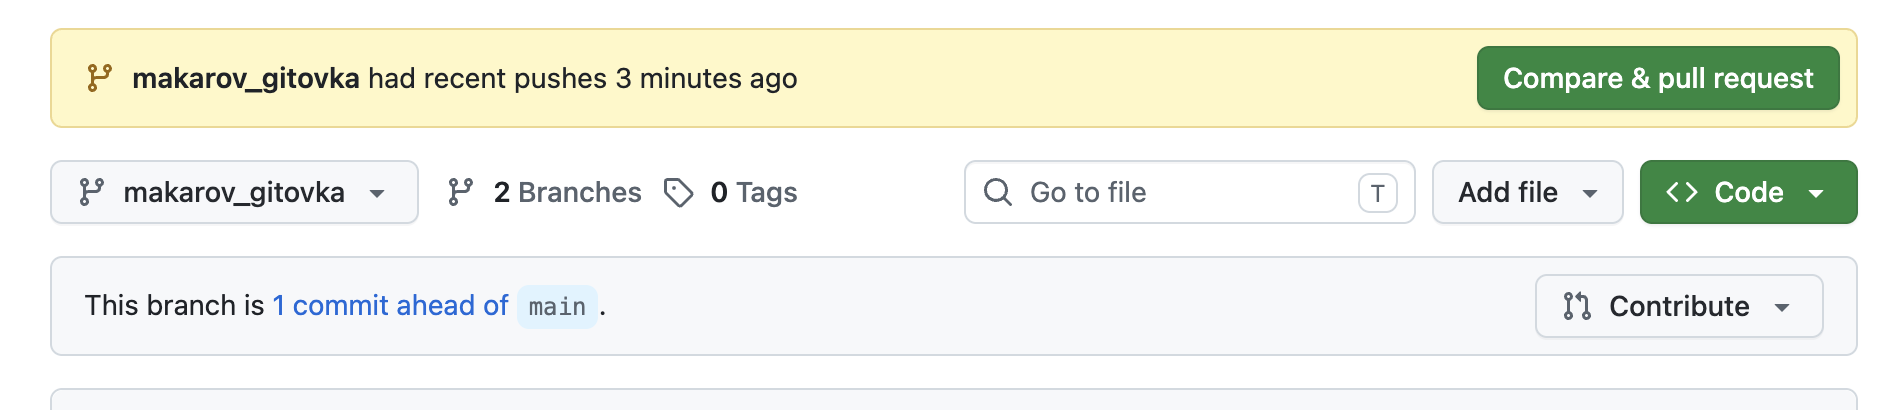 makarov_gitovka had recent pushes 3 minutes ago
Compare & pull request
makarov_gitovka
2 Branches
0 Tags
Go to file
T
Add file
Code
This branch is 1 commit ahead of main.
Contribute